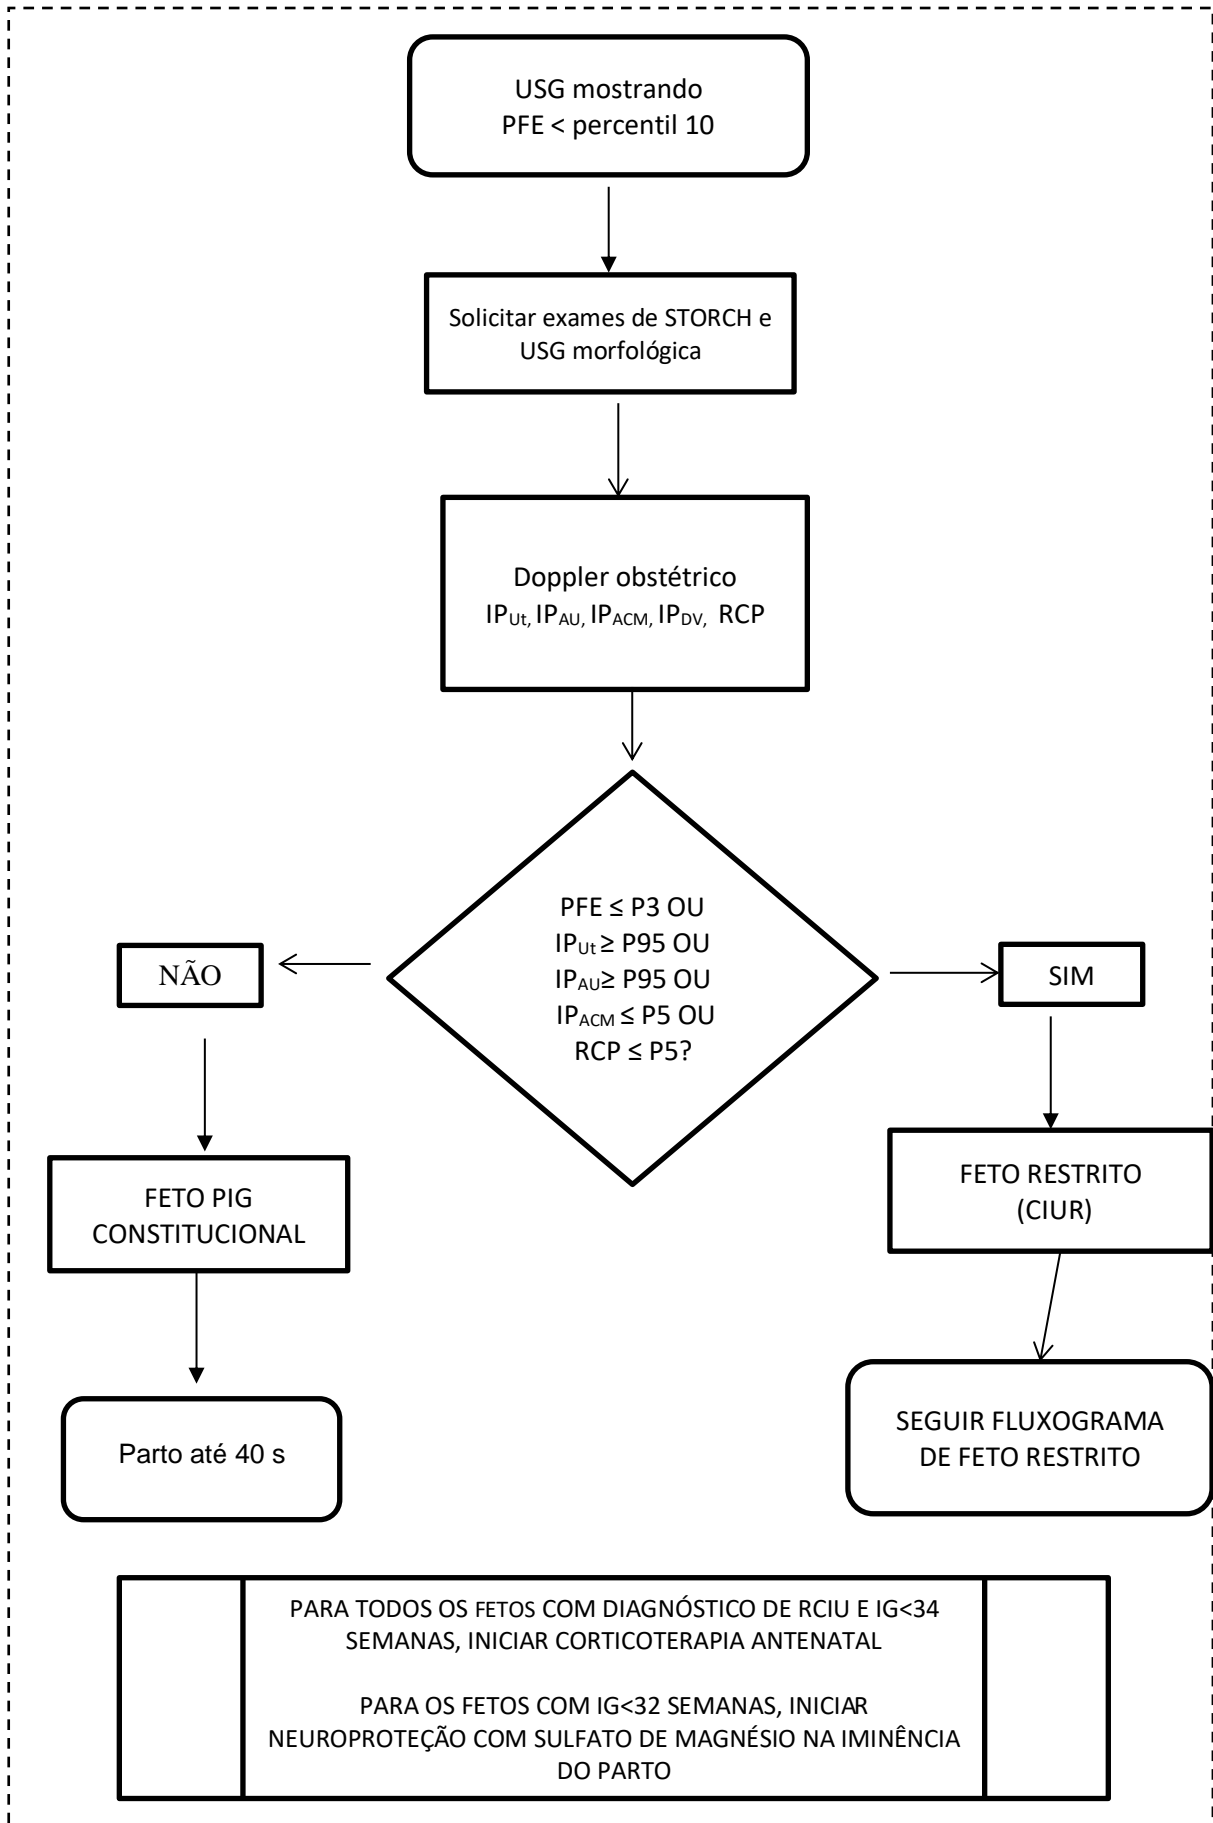 USG mostrando
PFE < percentil 10
Solicitar exames de STORCH e
USG morfológica
Doppler obstétrico
IPUt, IPAU, IPACM, IPDV, RCP
PFE ≤ P3 OU
IPUt ≥ P95 OU
IPAU≥ P95 OU
IPACM ≤ P5 OU
RCP ≤ P5?
NÃO
SIM
FETO PIG
CONSTITUCIONAL
FETO RESTRITO
(CIUR)
Parto até 40 s
SEGUIR FLUXOGRAMA
DE FETO RESTRITO
PARA TODOS OS FETOS COM DIAGNÓSTICO DE RCIU E IG<34
SEMANAS, INICIAR CORTICOTERAPIA ANTENATAL
PARA OS FETOS COM IG<32 SEMANAS, INICIAR
NEUROPROTEÇÃO COM SULFATO DE MAGNÉSIO NA IMINÊNCIA
DO PARTO